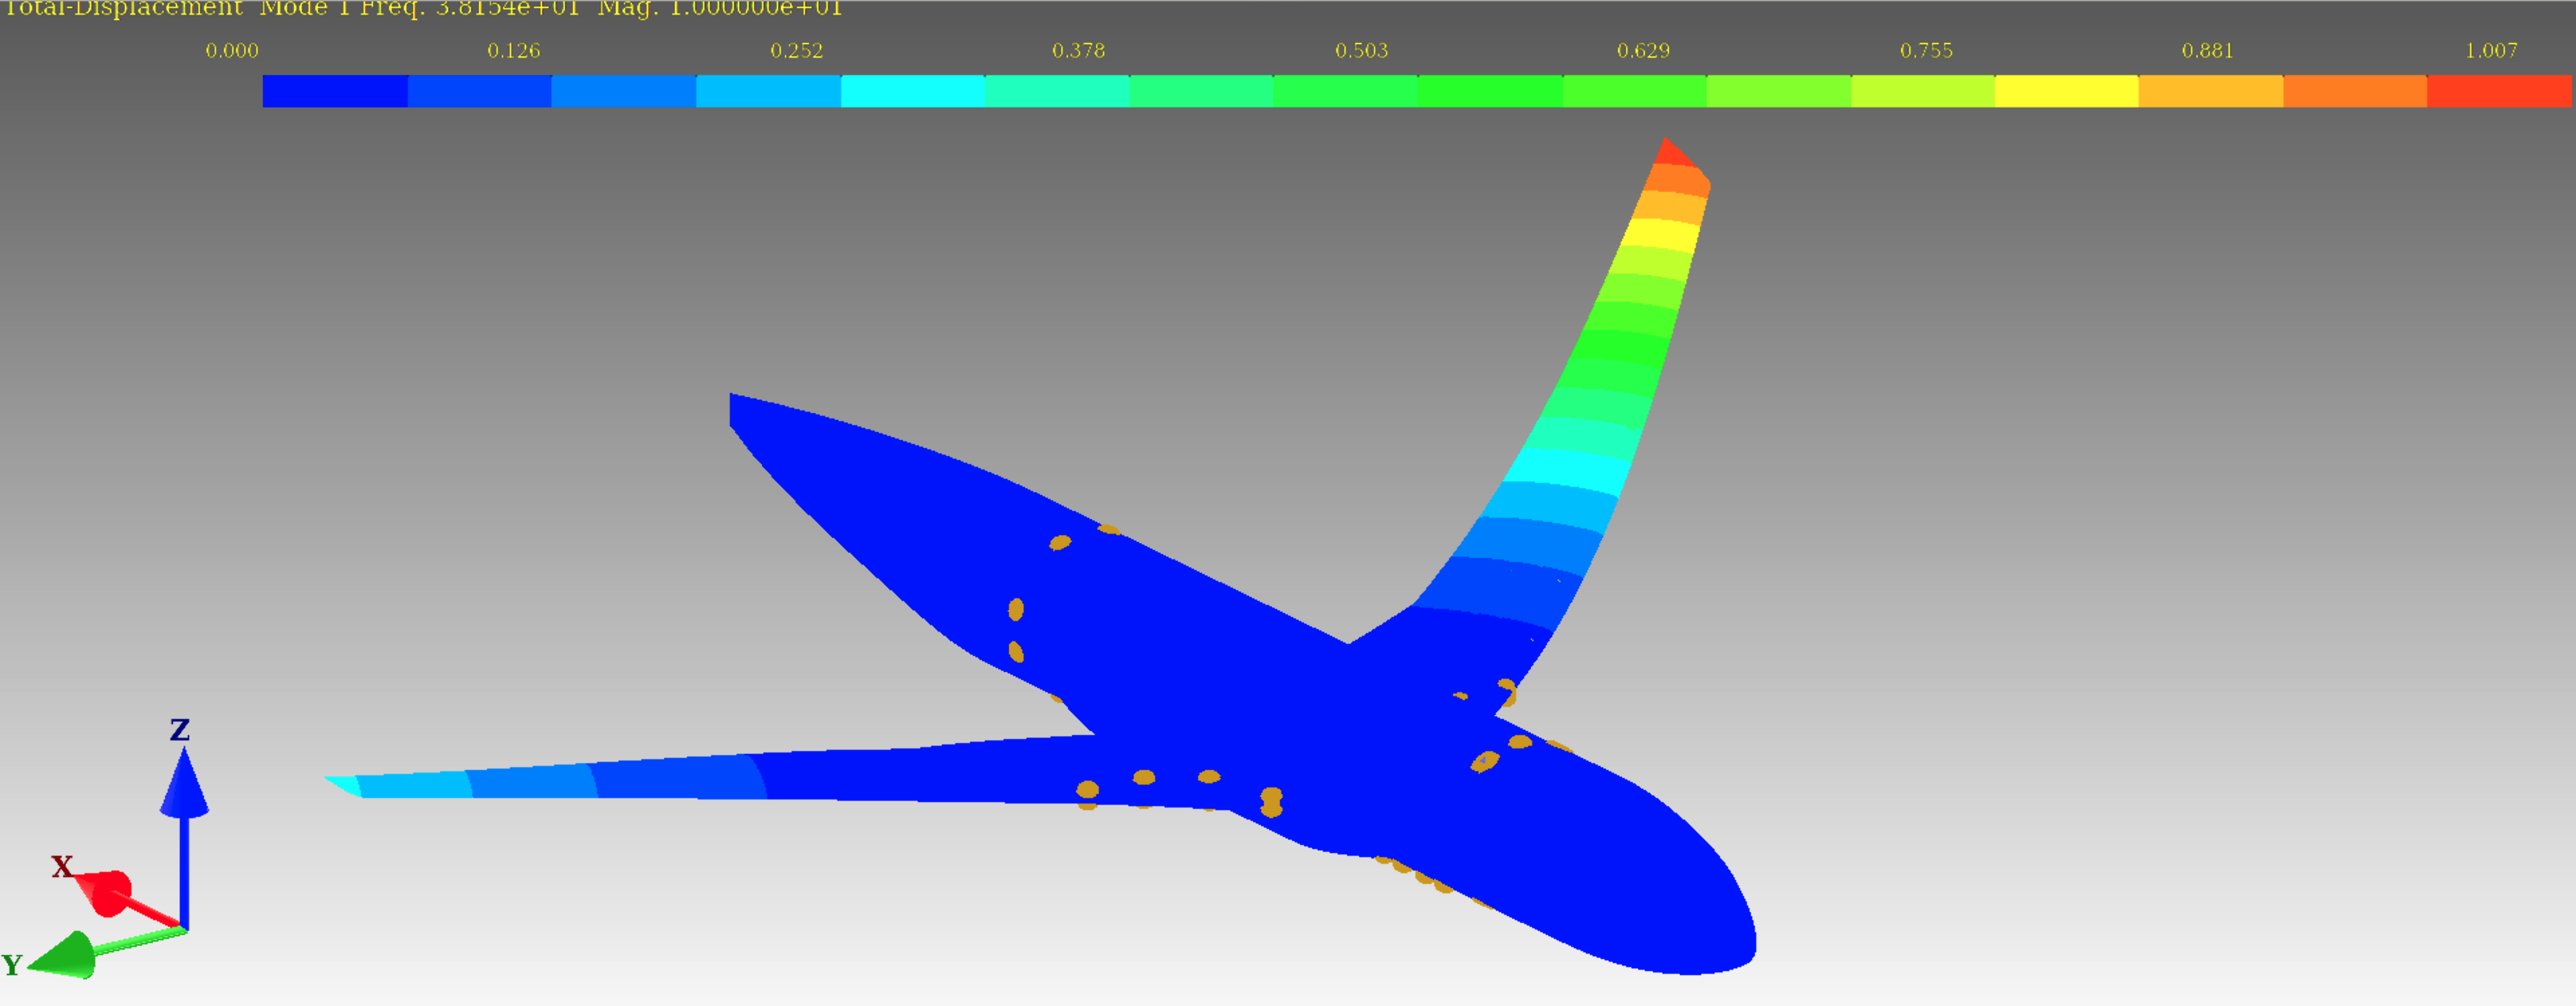 Total-Displacement Mode 1 Freq. 3.8154e+01 Mag. 1.000000e+01
0.000 0.126 0.252 0.378 0.503 0.629 0.755 0.881 1.007
Z
X
Y